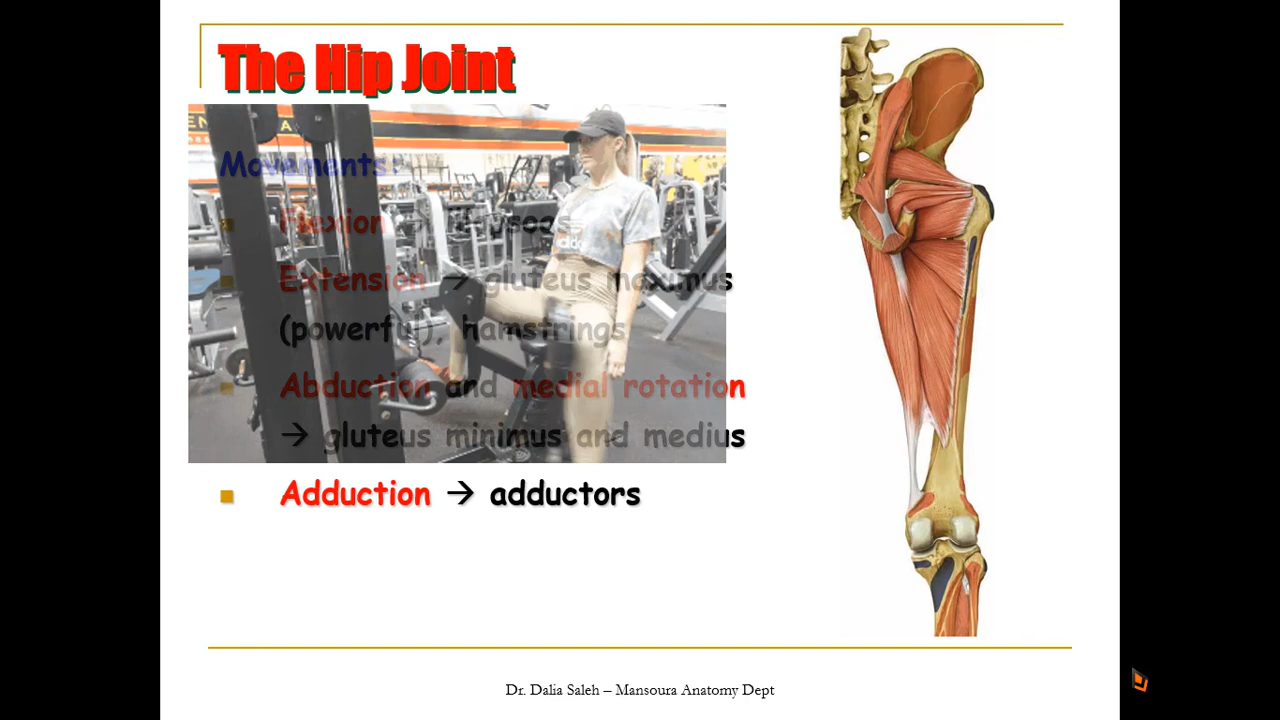 The Hip Joint
Movements:
Flexion → iliopsoas
Extension → gluteus maximus
(powerful), hamstrings
Abduction and medial rotation
→ gluteus minimus and medius
Adduction → adductors
Dr. Dalia Saleh – Mansoura Anatomy Dept